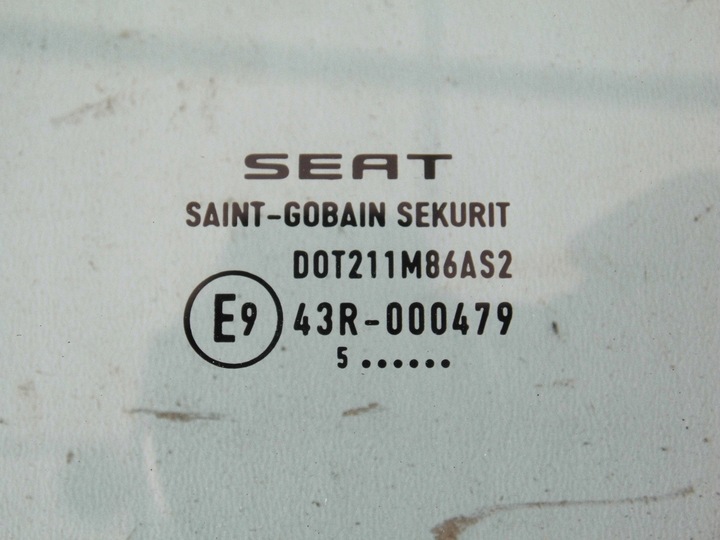 SEAT
SAINT-GOBAIN SEKURIT
DOT211M86AS2
E9 43R-000479
5 ......